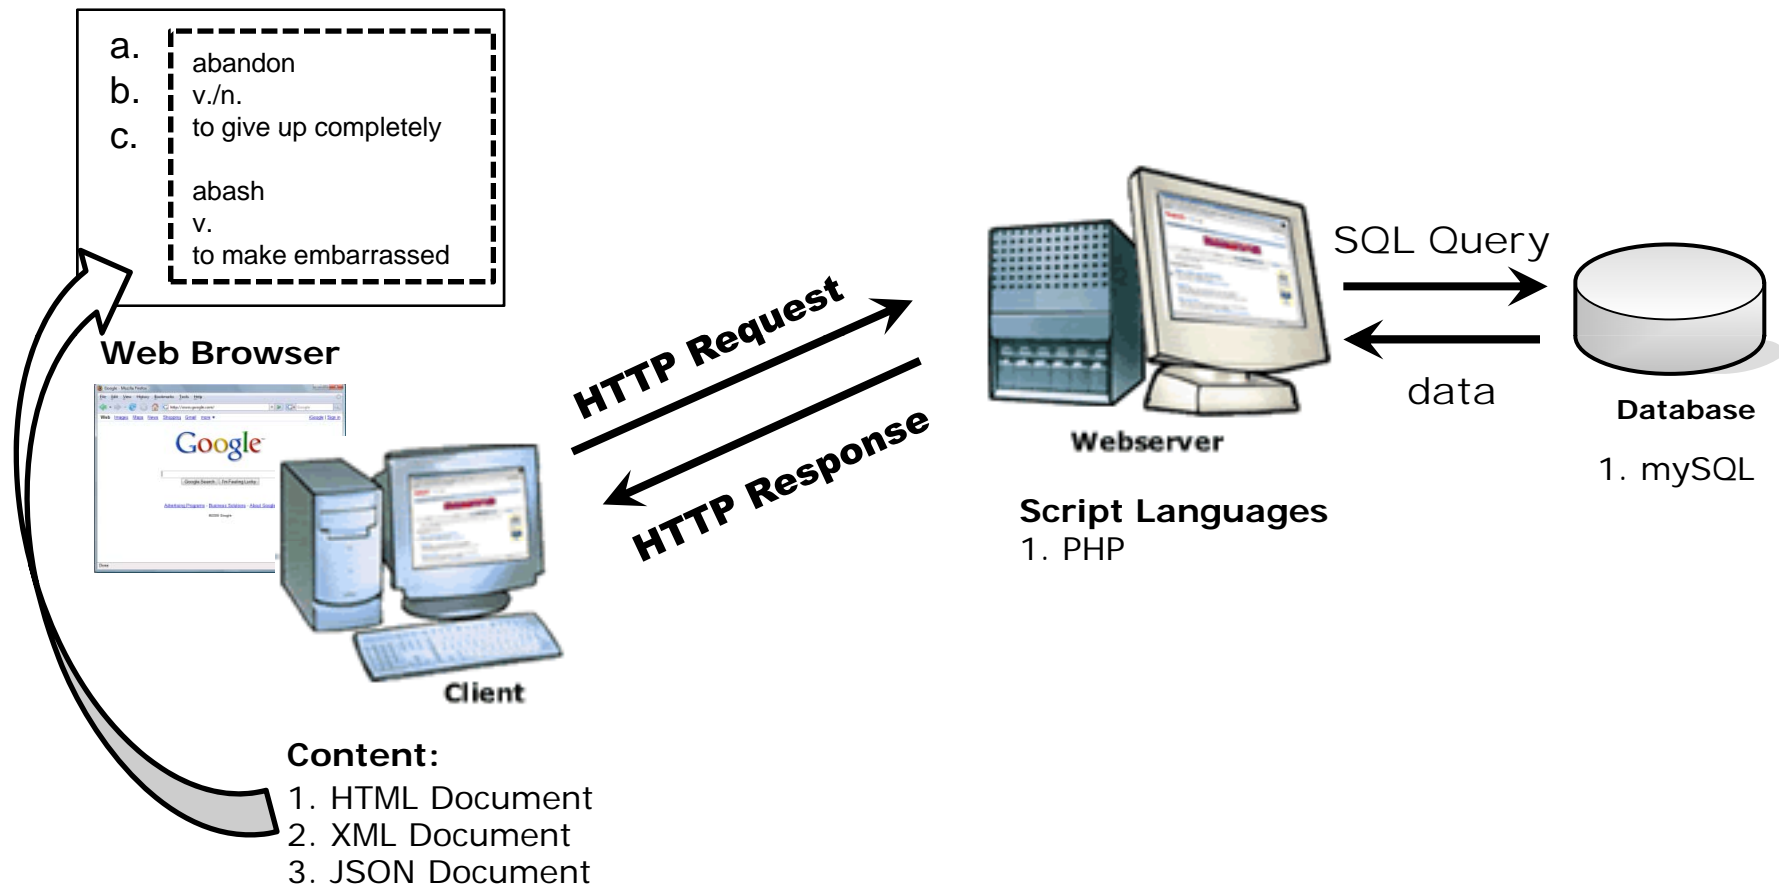 a.
b.
c.
abandon
v./n.
to give up completely
abash
v.
to make embarrassed
Web Browser
Google
Client
Content:
1. HTML Document
2. XML Document
3. JSON Document
HTTP Request
HTTP Response
Webserver
Script Languages
1. PHP
SQL Query
data
Database
1. mySQL